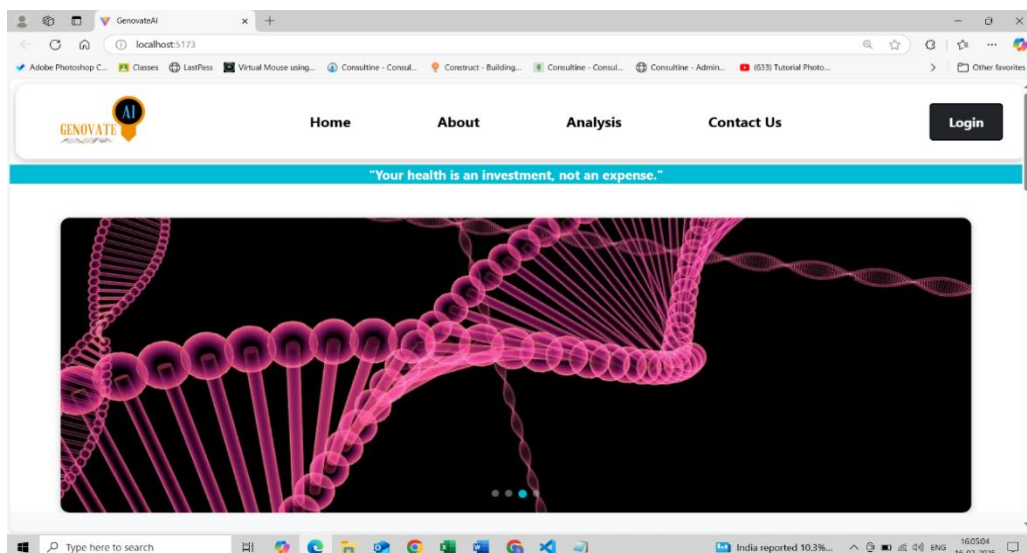 GenovateAI
localhost:5173
Adobe Photoshop C... Classes LastPass Virtual Mouse using... Consultine - Consul... Construct - Building... Consultine - Consul... Consultine - Admin... (633) Tutorial Photo... Other favorites
GENOVATE AI
Home About Analysis Contact Us Login
"Your health is an investment, not an expense."
Type here to search India reported 10.3%... ENG 16:05:04